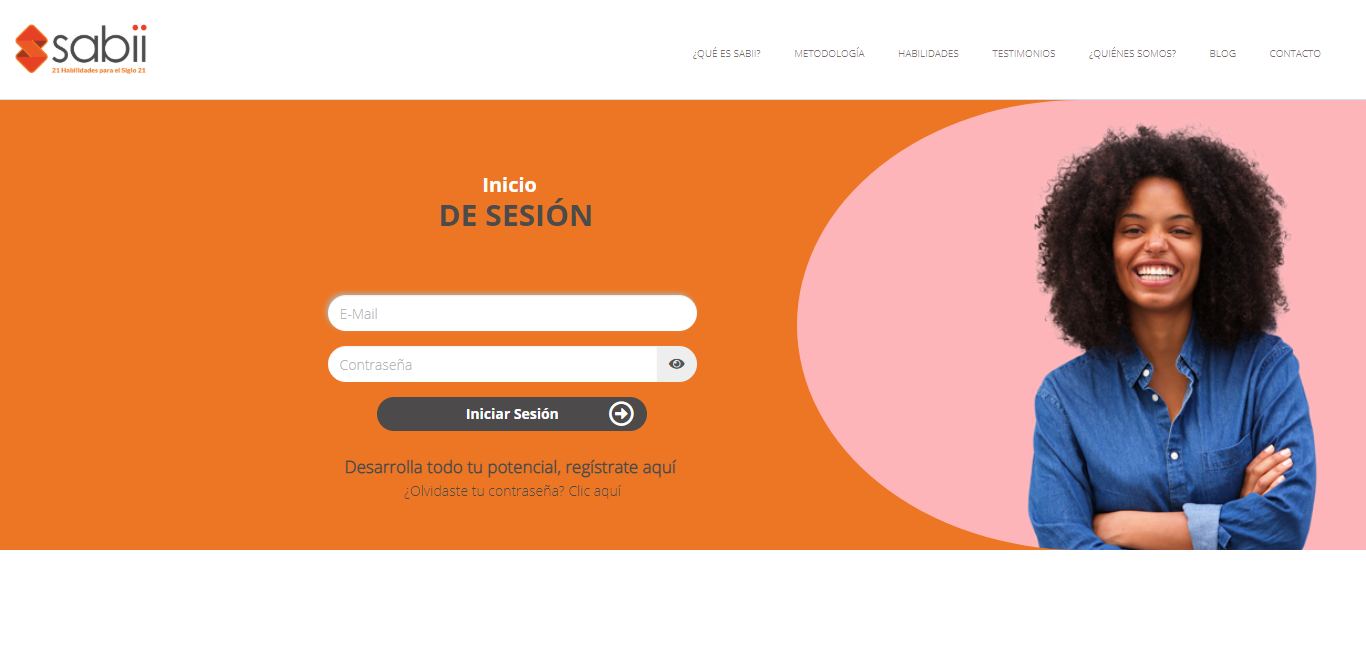 sabii
21 Habilidades para el Siglo 21
¿QUÉ ES SABII? METODOLOGÍA HABILIDADES TESTIMONIOS ¿QUIÉNES SOMOS? BLOG CONTACTO
Inicio
DE SESIÓN
E-Mail
Contraseña
Iniciar Sesión
Desarrolla todo tu potencial, regístrate aquí
¿Olvidaste tu contraseña? Clic aquí